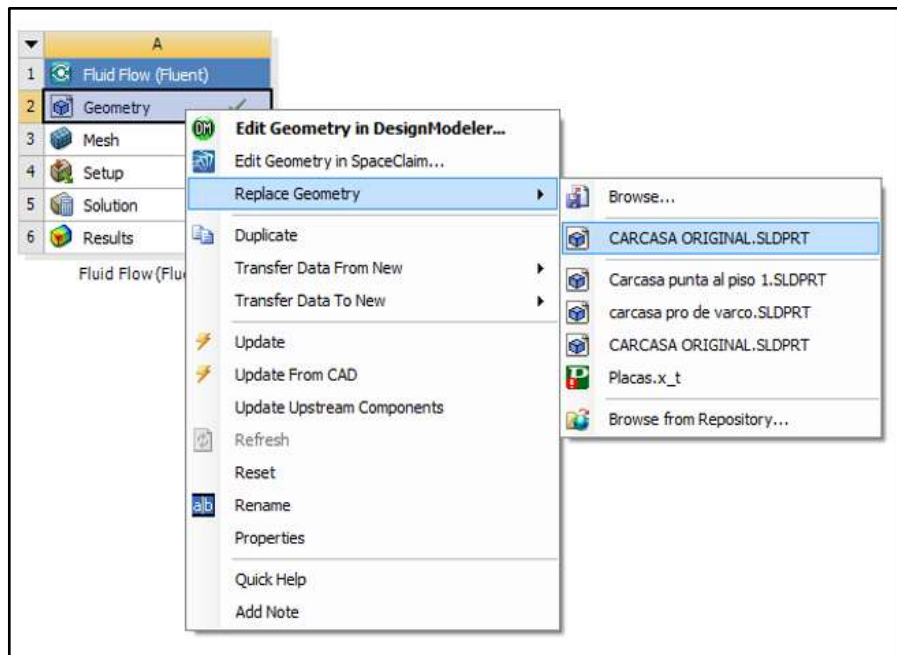 A
1 Fluid Flow (Fluent)
2 Geometry
3 Mesh
4 Setup
5 Solution
6 Results
Fluid Flow (Flu
DM Edit Geometry in DesignModeler...
Edit Geometry in SpaceClaim...
Replace Geometry
Duplicate
Transfer Data From New
Transfer Data To New
Update
Update From CAD
Update Upstream Components
Refresh
Reset
a|b Rename
Properties
Quick Help
Add Note
Browse...
CARCASA ORIGINAL.SLDPRT
Carcasa punta al piso 1.SLDPRT
carcasa pro de varco.SLDPRT
CARCASA ORIGINAL.SLDPRT
P Placas.x_t
Browse from Repository...